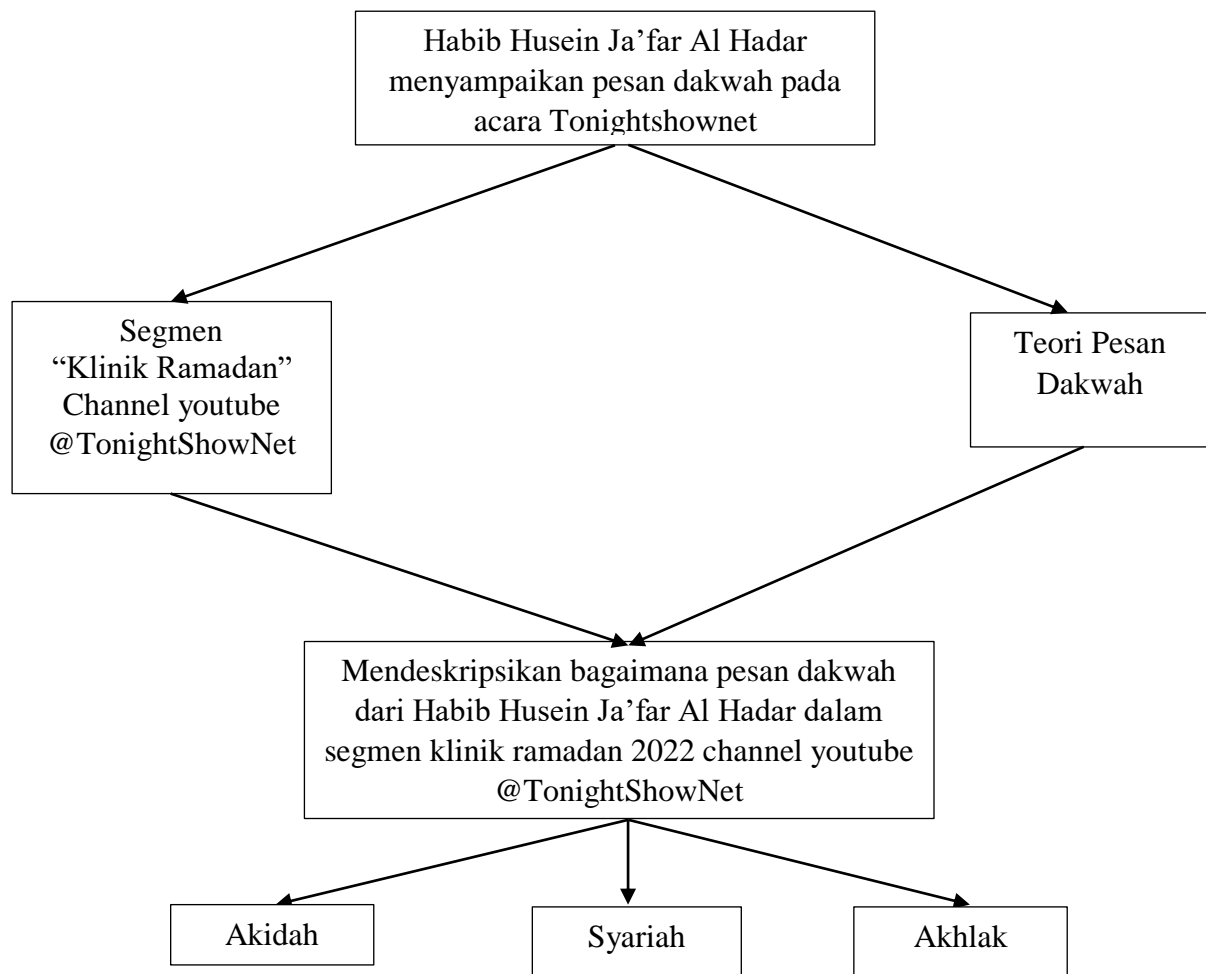 Habib Husein Ja’far Al Hadar
menyampaikan pesan dakwah pada
acara Tonightshownet
Segmen
“Klinik Ramadan”
Channel youtube
@TonightShowNet
Teori Pesan
Dakwah
Mendeskripsikan bagaimana pesan dakwah
dari Habib Husein Ja’far Al Hadar dalam
segmen klinik ramadan 2022 channel youtube
@TonightShowNet
Akidah
Syariah
Akhlak